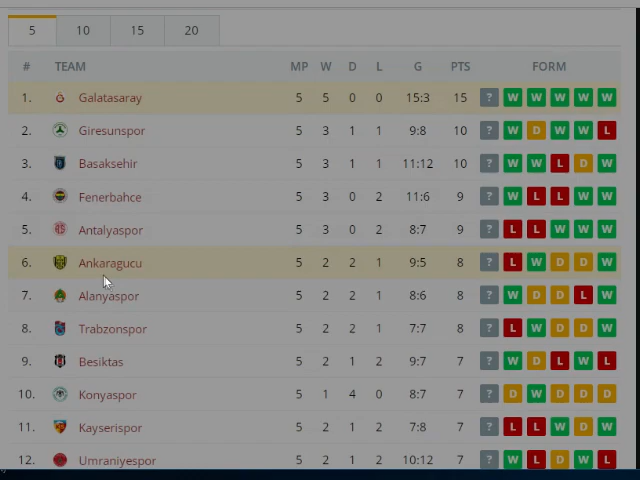 5 10 15 20
# TEAM MP W D L G PTS FORM
1. Galatasaray 5 5 0 0 15:3 15 ? W W W W W
2. Giresunspor 5 3 1 1 9:8 10 ? W D W W L
3. Basaksehir 5 3 1 1 11:12 10 ? W W L D W
4. Fenerbahce 5 3 0 2 11:6 9 ? W L L W W
5. Antalyaspor 5 3 0 2 8:7 9 ? L L W W W
6. Ankaragucu 5 2 2 1 9:5 8 ? L W D D W
7. Alanyaspor 5 2 2 1 8:6 8 ? W D D L W
8. Trabzonspor 5 2 2 1 7:7 8 ? L W D D W
9. Besiktas 5 2 1 2 9:7 7 ? W D L W L
10. Konyaspor 5 1 4 0 8:7 7 ? D W D D D
11. Kayserispor 5 2 1 2 7:8 7 ? L L W D W
12. Umraniyespor 5 2 1 2 10:12 7 ? W L D W L